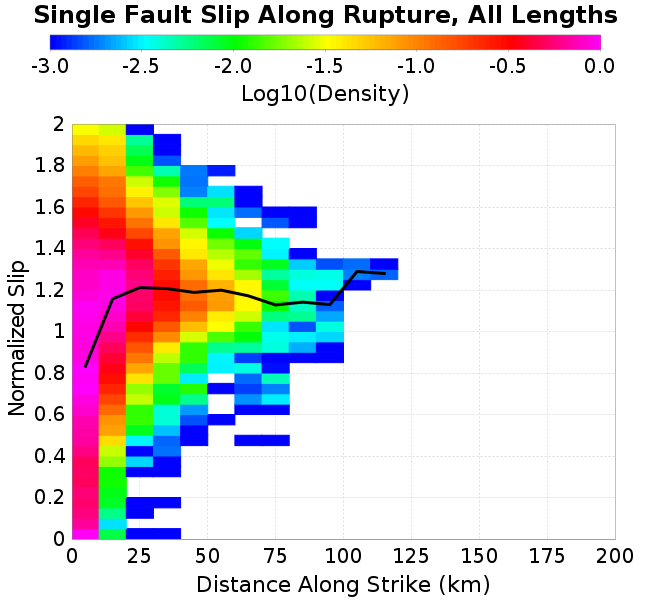 Single Fault Slip Along Rupture, All Lengths
-3.0 -2.5 -2.0 -1.5 -1.0 -0.5 0.0
Log10(Density)
2
1.8
1.6
1.4
1.2
1
0.8
0.6
0.4
0.2
0
Normalized Slip
0 25 50 75 100 125 150 175 200
Distance Along Strike (km)